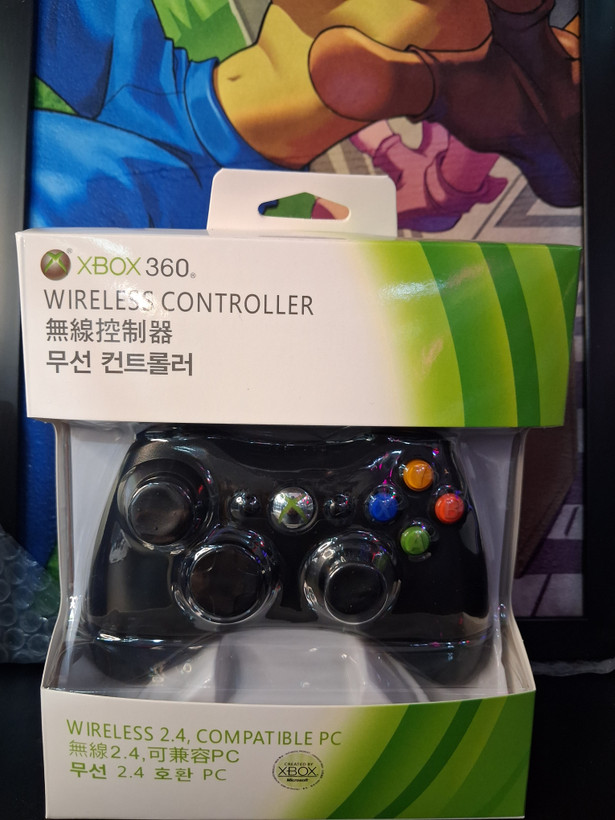 XBOX 360®
WIRELESS CONTROLLER
無線控制器
무선 컨트롤러
WIRELESS 2.4, COMPATIBLE PC
無線2.4,可兼容PC
무선 2.4 호환 PC
CREATED BY
XBOX
Microsoft